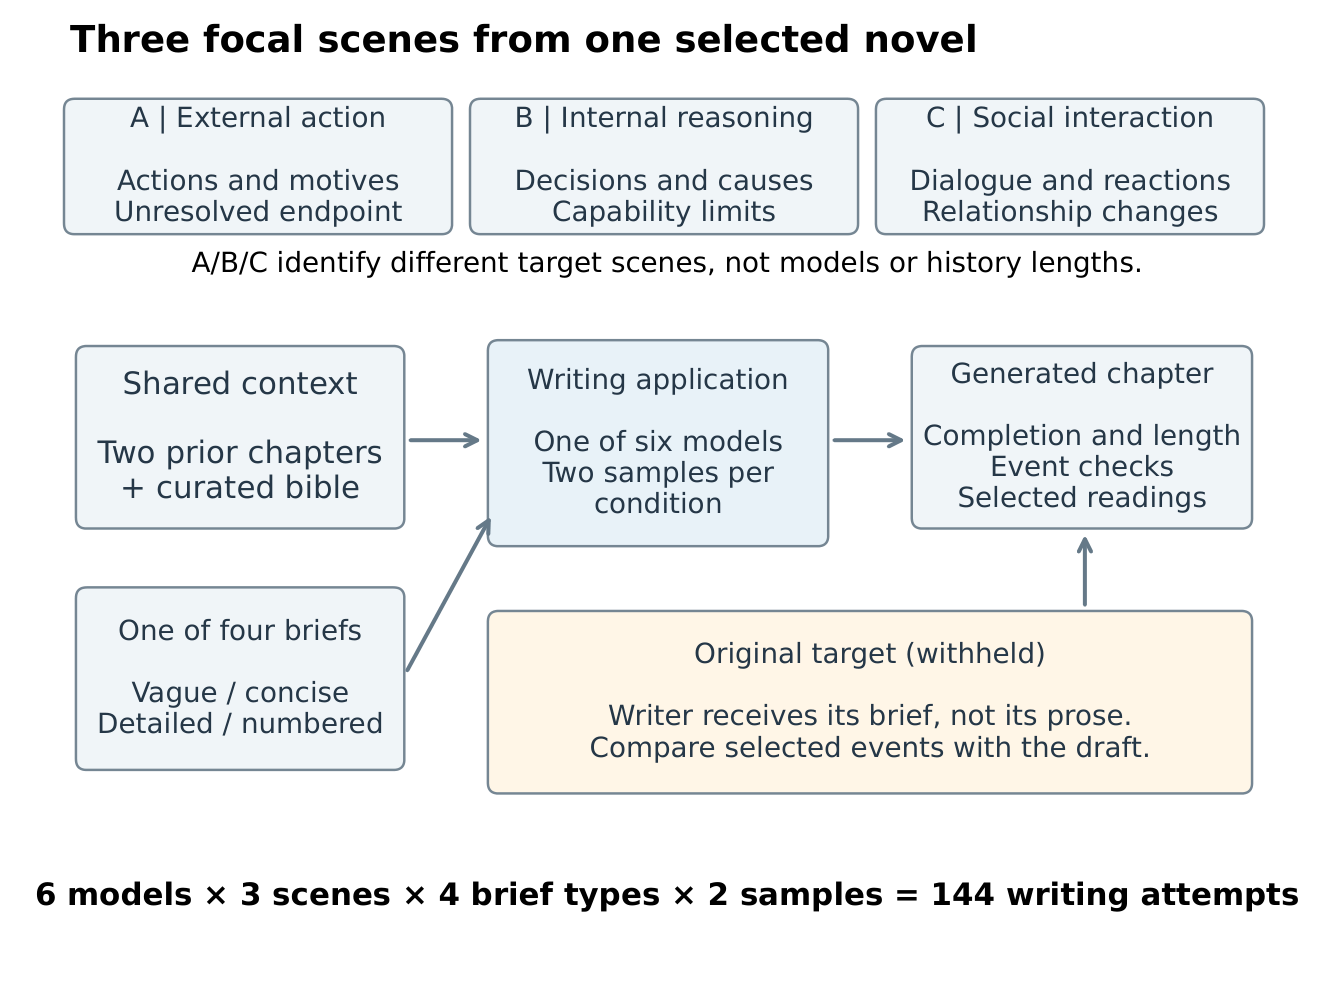 Three focal scenes from one selected novel
A | External action
Actions and motives
Unresolved endpoint
B | Internal reasoning
Decisions and causes
Capability limits
C | Social interaction
Dialogue and reactions
Relationship changes
A/B/C identify different target scenes, not models or history lengths.
Shared context
Two prior chapters
+ curated bible
Writing application
One of six models
Two samples per
condition
Generated chapter
Completion and length
Event checks
Selected readings
One of four briefs
Vague / concise
Detailed / numbered
Original target (withheld)
Writer receives its brief, not its prose.
Compare selected events with the draft.
6 models × 3 scenes × 4 brief types × 2 samples = 144 writing attempts